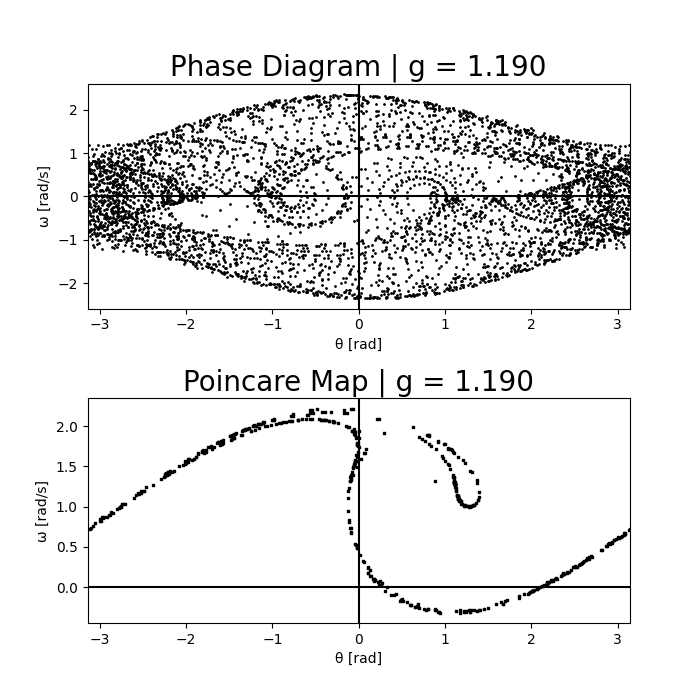 Phase Diagram | g = 1.190
2
1
0
−1
−2
ω [rad/s]
−3 −2 −1 0 1 2 3
θ [rad]
Poincare Map | g = 1.190
2.0
1.5
1.0
0.5
0.0
ω [rad/s]
−3 −2 −1 0 1 2 3
θ [rad]